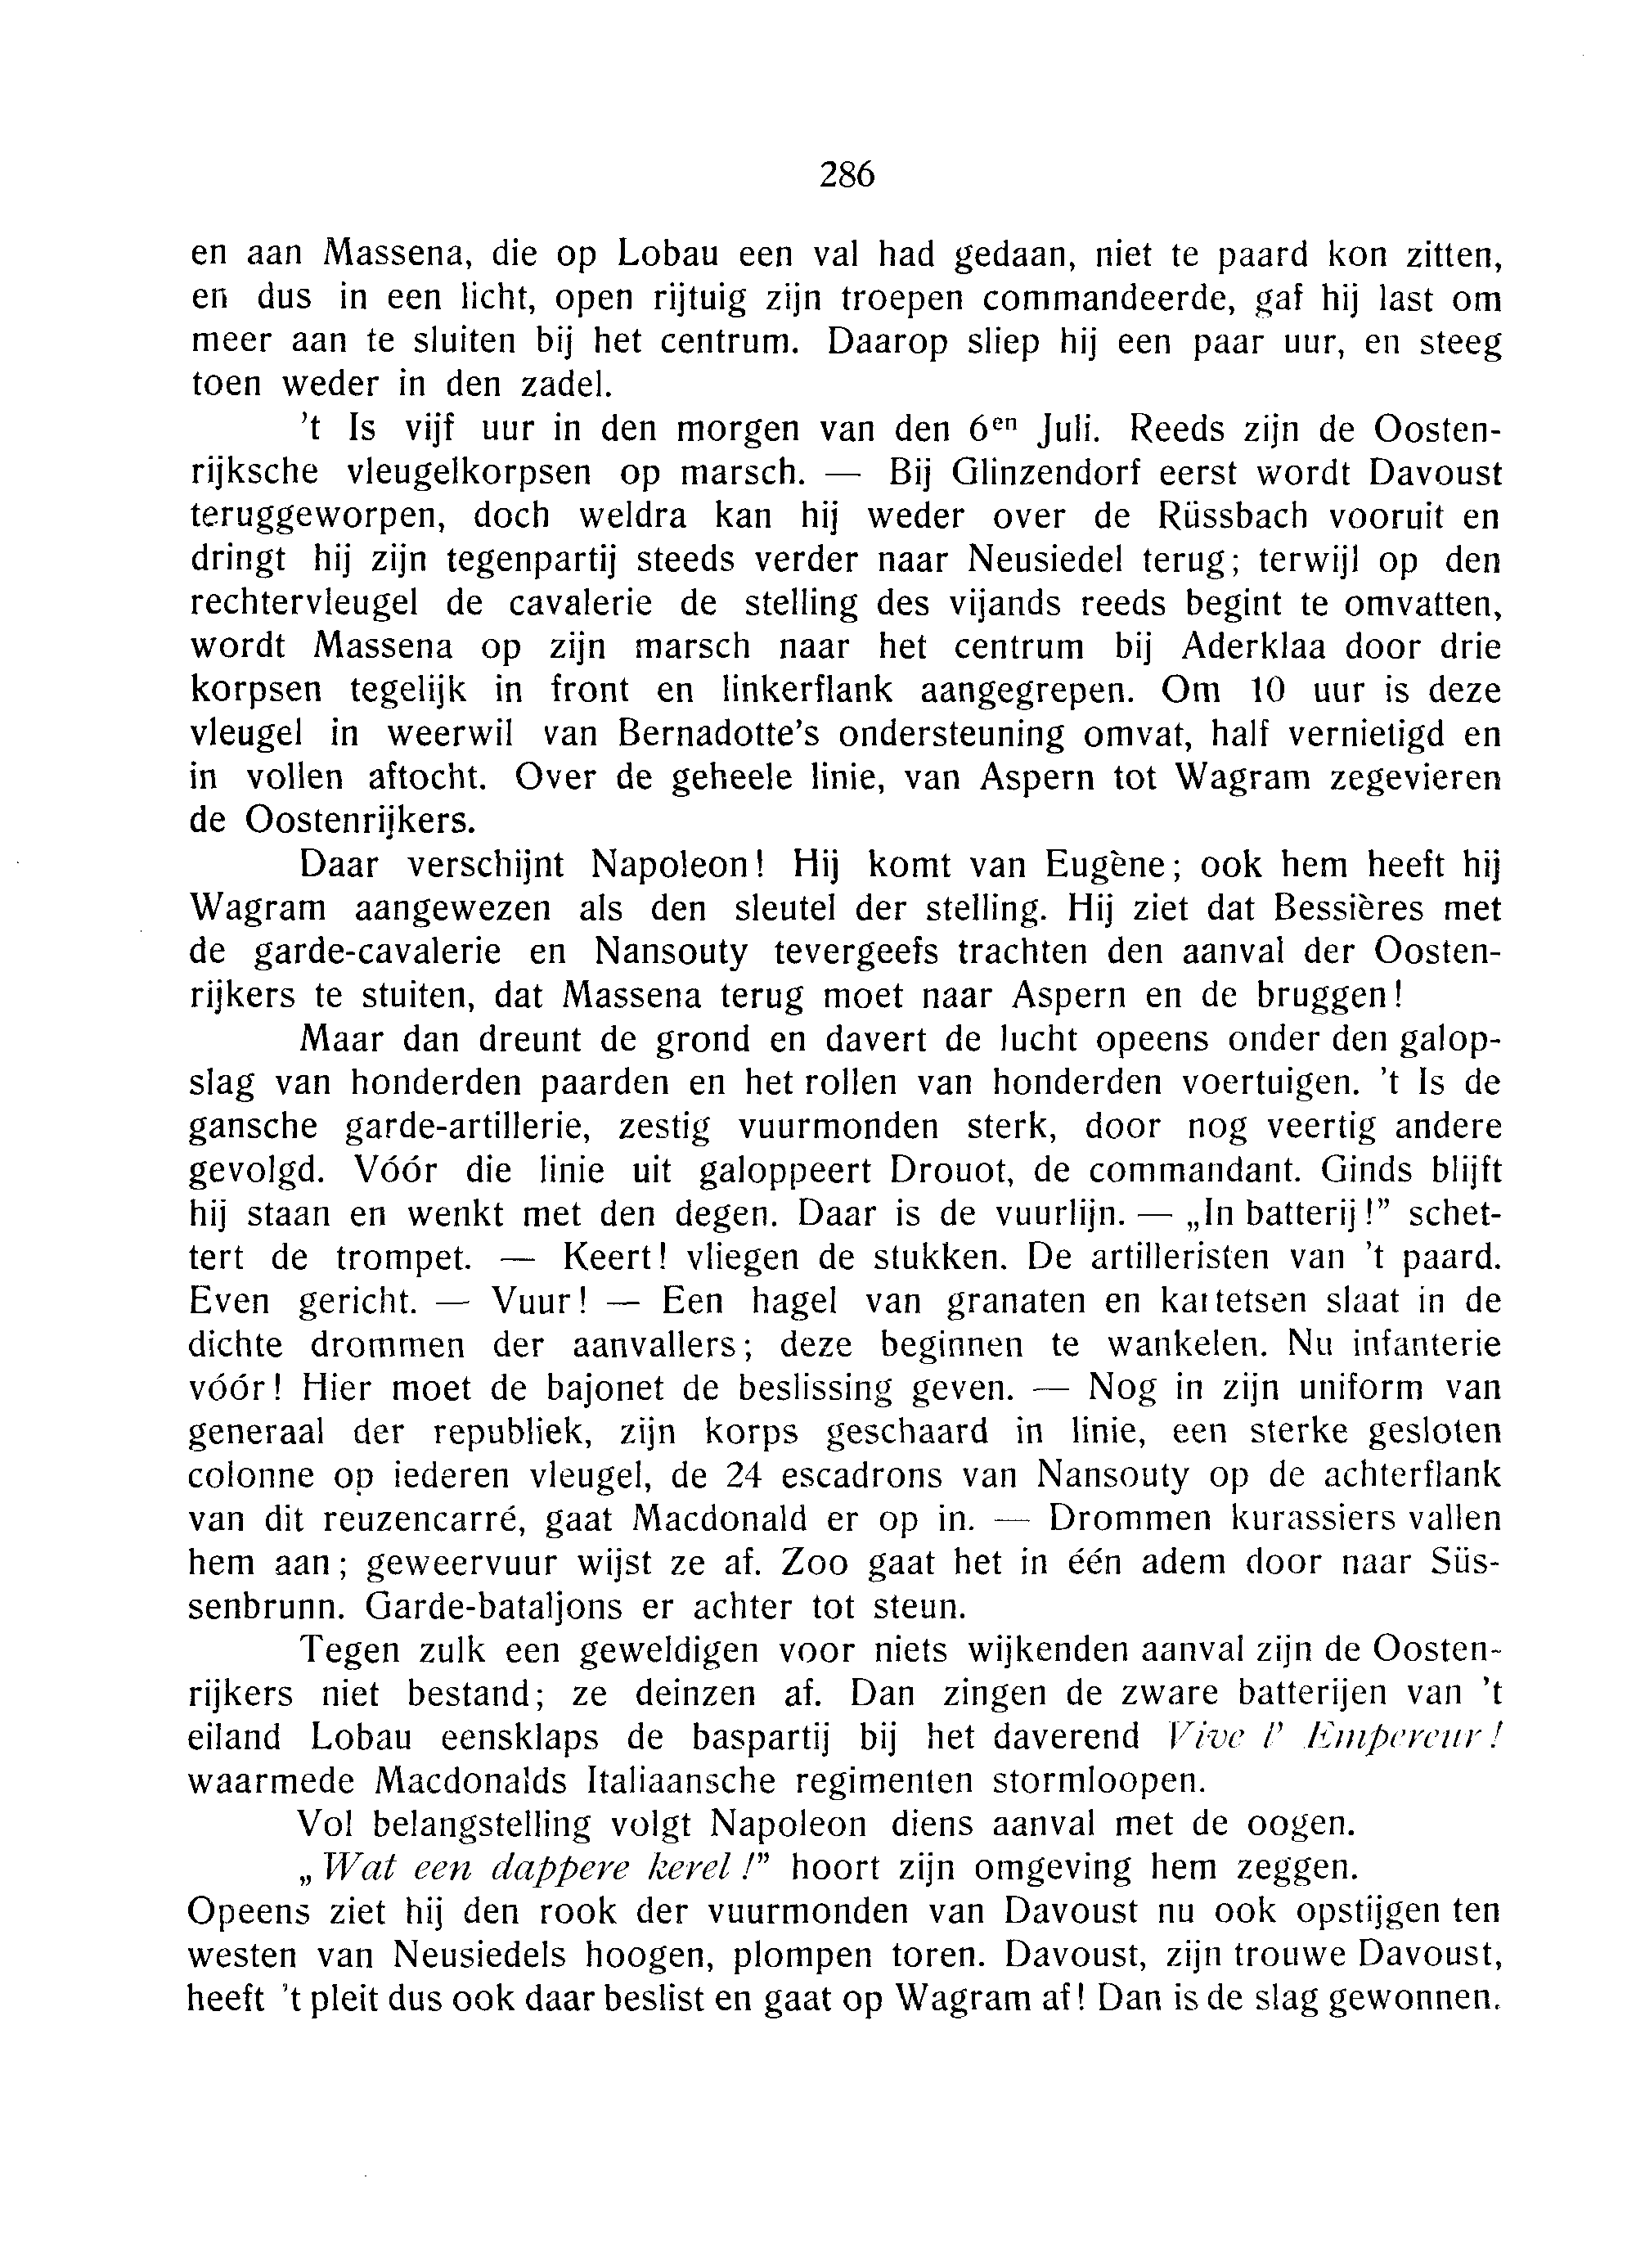 286
en aan Massena, die op Lobau een val had gedaan, niet te paard kon zitten,
en dus in een licht, open rijtuig zijn troepen commandeerde, gaf hij last om
meer aan te sluiten bij het centrum. Daarop sliep hij een paar uur, en steeg
toen weder in den zadel.
't Is vijf uur in den morgen van den 6en Juli. Reeds zijn de Oosten-
rijksche vleugelkorpsen op marsch. — Bij Glinzendorf eerst wordt Davoust
teruggeworpen, doch weldra kan hij weder over de Rüssbach vooruit en
dringt hij zijn tegenpartij steeds verder naar Neusiedel terug; terwijl op den
rechtervleugel de cavalerie de stelling des vijands reeds begint te omvatten,
wordt Massena op zijn marsch naar het centrum bij Aderklaa door drie
korpsen tegelijk in front en linkerflank aangegrepen. Om 10 uur is deze
vleugel in weerwil van Bernadotte's ondersteuning omvat, half vernietigd en
in vollen aftocht. Over de geheele linie, van Aspern tot Wagram zegevieren
de Oostenrijkers.
Daar verschijnt Napoleon! Hij komt van Eugène; ook hem heeft hij
Wagram aangewezen als den sleutel der stelling. Hij ziet dat Bessières met
de garde-cavalerie en Nansouty tevergeefs trachten den aanval der Oosten-
rijkers te stuiten, dat Massena terug moet naar Aspern en de bruggen!
Maar dan dreunt de grond en davert de lucht opeens onder den galop-
slag van honderden paarden en het rollen van honderden voertuigen. 't Is de
gansche garde-artillerie, zestig vuurmonden sterk, door nog veertig andere
gevolgd. Vóór die linie uit galoppeert Drouot, de commandant. Ginds blijft
hij staan en wenkt met den degen. Daar is de vuurlijn. — „In batterij!” schet-
tert de trompet. — Keert! vliegen de stukken. De artilleristen van 't paard.
Even gericht. — Vuur! — Een hagel van granaten en kartetsen slaat in de
dichte drommen der aanvallers; deze beginnen te wankelen. Nu infanterie
vóór! Hier moet de bajonet de beslissing geven. — Nog in zijn uniform van
generaal der republiek, zijn korps geschaard in linie, een sterke gesloten
colonne op iederen vleugel, de 24 escadrons van Nansouty op de achterflank
van dit reuzencarré, gaat Macdonald er op in. — Drommen kurassiers vallen
hem aan; geweervuur wijst ze af. Zoo gaat het in één adem door naar Süs-
senbrunn. Garde-bataljons er achter tot steun.
Tegen zulk een geweldigen voor niets wijkenden aanval zijn de Oosten-
rijkers niet bestand; ze deinzen af. Dan zingen de zware batterijen van 't
eiland Lobau eensklaps de baspartij bij het daverend Vive l' Empereur!
waarmede Macdonalds Italiaansche regimenten stormloopen.
Vol belangstelling volgt Napoleon diens aanval met de oogen.
„Wat een dappere kerel!” hoort zijn omgeving hem zeggen.
Opeens ziet hij den rook der vuurmonden van Davoust nu ook opstijgen ten
westen van Neusiedels hoogen, plompen toren. Davoust, zijn trouwe Davoust,
heeft 't pleit dus ook daar beslist en gaat op Wagram af! Dan is de slag gewonnen.